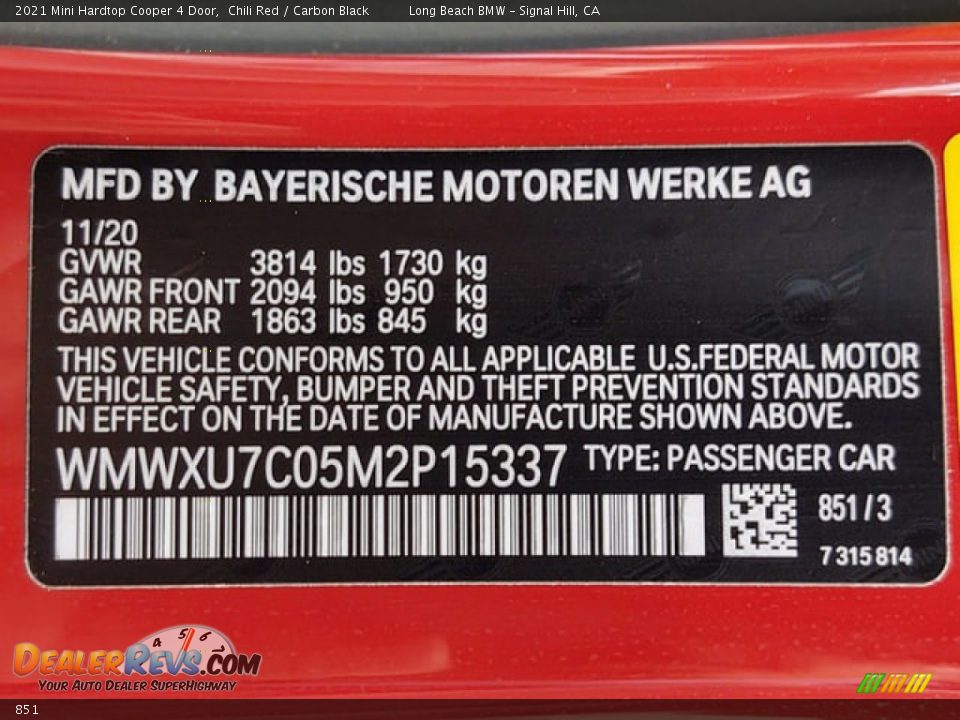 2021 Mini Hardtop Cooper 4 Door, Chili Red / Carbon Black Long Beach BMW - Signal Hill, CA
MFD BY BAYERISCHE MOTOREN WERKE AG
11/20
GVWR 3814 lbs 1730 kg
GAWR FRONT 2094 lbs 950 kg
GAWR REAR 1863 lbs 845 kg
THIS VEHICLE CONFORMS TO ALL APPLICABLE U.S.FEDERAL MOTOR
VEHICLE SAFETY, BUMPER AND THEFT PREVENTION STANDARDS
IN EFFECT ON THE DATE OF MANUFACTURE SHOWN ABOVE.
WMWXU7C05M2P15337 TYPE: PASSENGER CAR
851 / 3
7 315 814
4 5 6
DEALERREVS.COM
YOUR AUTO DEALER SUPERHIGHWAY
851